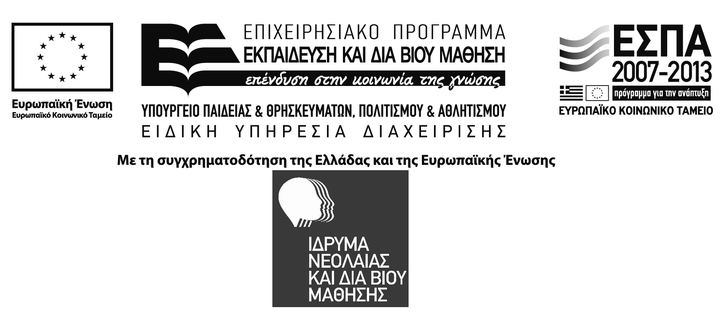 Ευρωπαϊκή Ένωση
Ευρωπαϊκό Κοινωνικό Ταμείο
ΕΠΙΧΕΙΡΗΣΙΑΚΟ ΠΡΟΓΡΑΜΜΑ
ΕΚΠΑΙΔΕΥΣΗ ΚΑΙ ΔΙΑ ΒΙΟΥ ΜΑΘΗΣΗ
επένδυση στην κοινωνία της γνώσης
ΥΠΟΥΡΓΕΙΟ ΠΑΙΔΕΙΑΣ & ΘΡΗΣΚΕΥΜΑΤΩΝ, ΠΟΛΙΤΙΣΜΟΥ & ΑΘΛΗΤΙΣΜΟΥ
ΕΙΔΙΚΗ ΥΠΗΡΕΣΙΑ ΔΙΑΧΕΙΡΙΣΗΣ
ΕΣΠΑ
2007-2013
πρόγραμμα για την ανάπτυξη
ΕΥΡΩΠΑΪΚΟ ΚΟΙΝΩΝΙΚΟ ΤΑΜΕΙΟ
Με τη συγχρηματοδότηση της Ελλάδας και της Ευρωπαϊκής Ένωσης
ΙΔΡΥΜΑ
ΝΕΟΛΑΙΑΣ
ΚΑΙ ΔΙΑ ΒΙΟΥ
ΜΑΘΗΣΗΣ